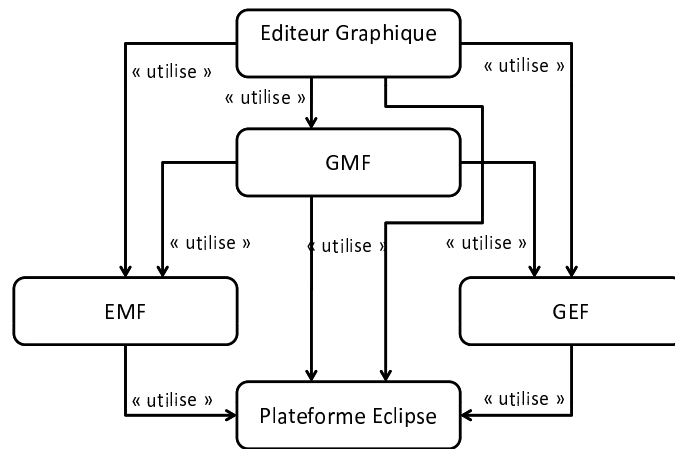 Editeur Graphique
« utilise »
« utilise »
« utilise »
GMF
« utilise »
« utilise »
« utilise »
EMF
GEF
« utilise »
« utilise »
Plateforme Eclipse